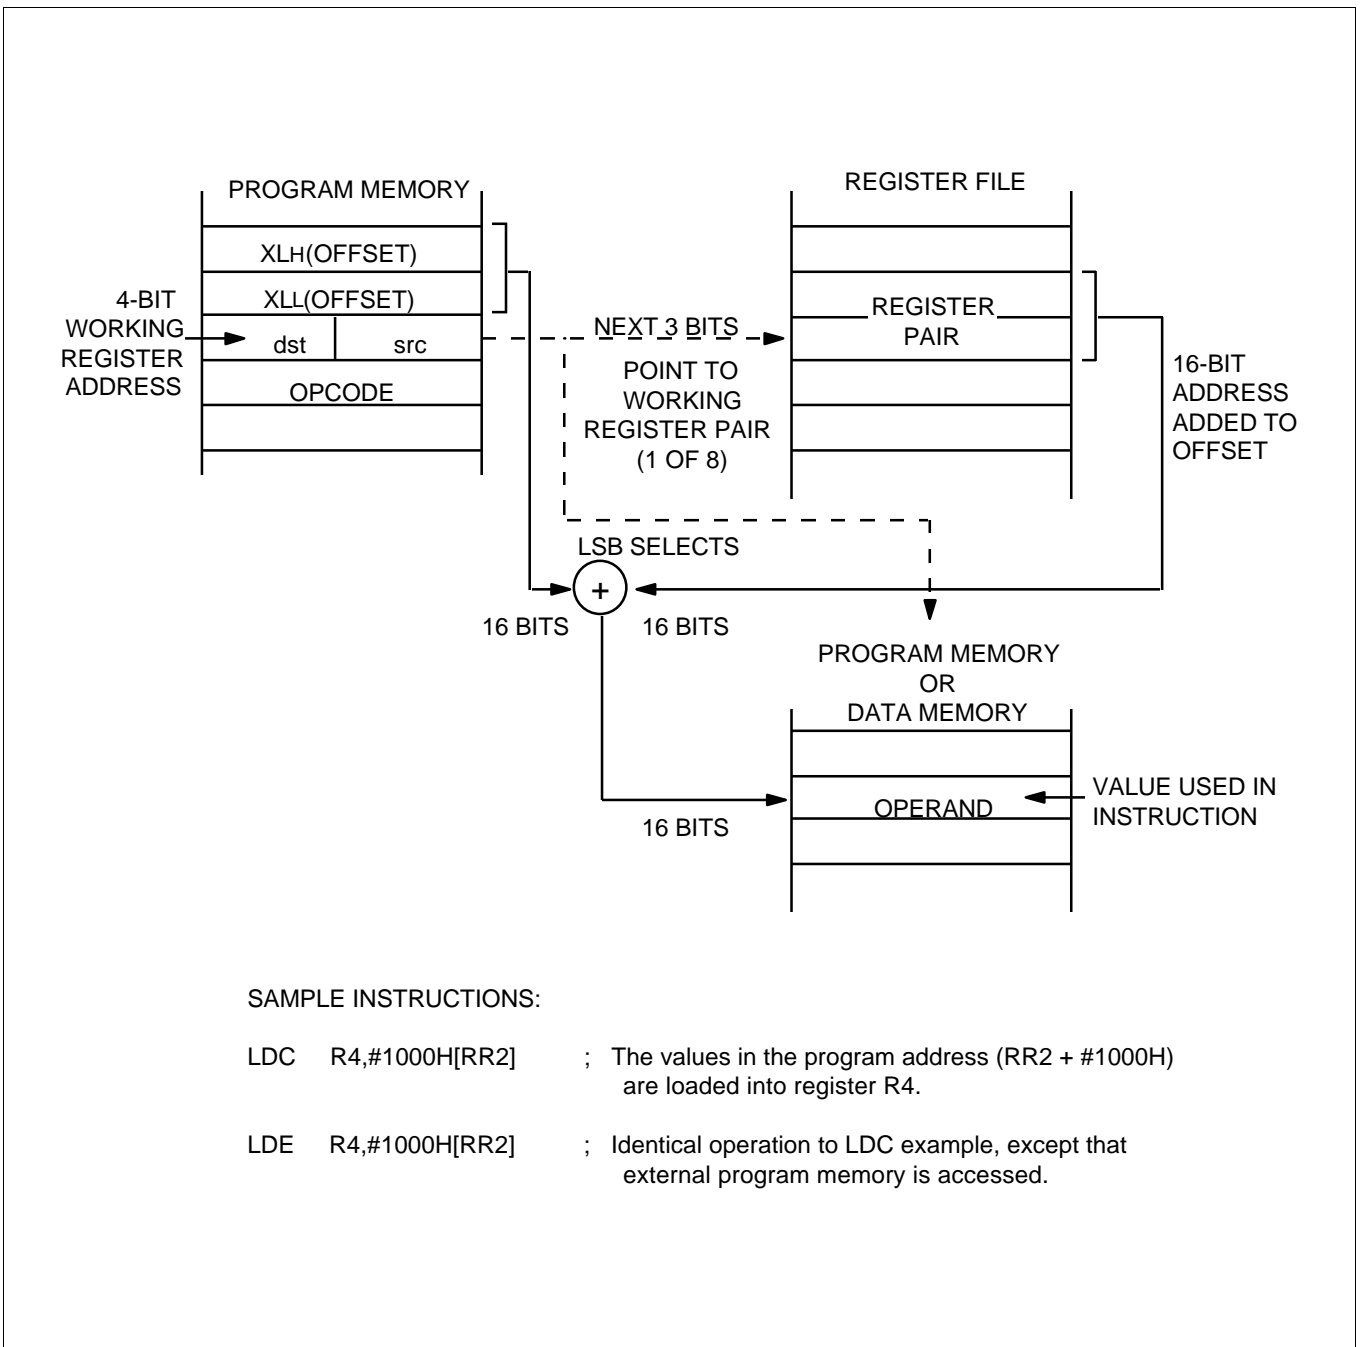 PROGRAM MEMORY
XLH(OFFSET)
XLL(OFFSET)
4-BIT
WORKING
REGISTER
ADDRESS
dst src
OPCODE
NEXT 3 BITS
POINT TO
WORKING
REGISTER PAIR
(1 OF 8)
REGISTER FILE
REGISTER
PAIR
16-BIT
ADDRESS
ADDED TO
OFFSET
LSB SELECTS
+
16 BITS
16 BITS
PROGRAM MEMORY
OR
DATA MEMORY
OPERAND
VALUE USED IN
INSTRUCTION
16 BITS
SAMPLE INSTRUCTIONS:
LDC R4,#1000H[RR2] ; The values in the program address (RR2 + #1000H)
are loaded into register R4.
LDE R4,#1000H[RR2] ; Identical operation to LDC example, except that
external program memory is accessed.